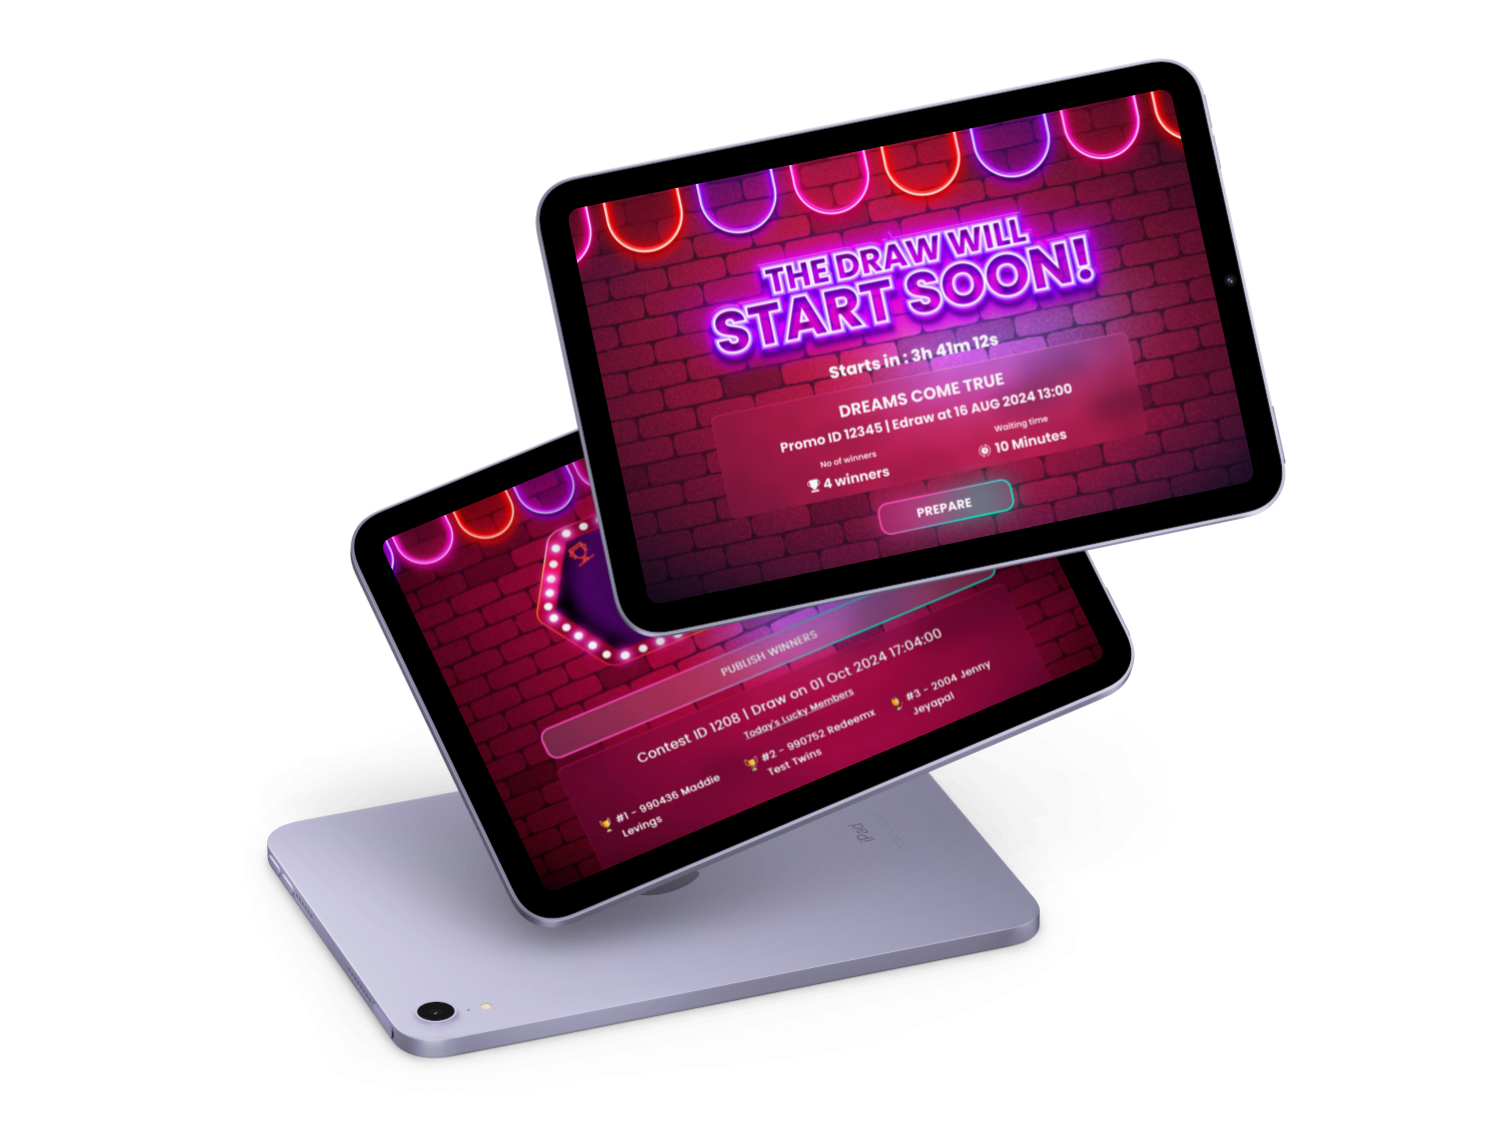 THE DRAW WILL
START SOON!
Starts in : 3h 41m 12s
DREAMS COME TRUE
Promo ID 12345 | Edraw at 16 AUG 2024 13:00
No of winners
4 winners
Waiting time
10 Minutes
PREPARE
PUBLISH WINNERS
Contest ID 1208 | Draw on 01 Oct 2024 17:04:00
Today's Lucky Members
#1 - 990436 Maddie
Levings
#2 - 990752 Redeemx
Test Twins
#3 - 2004 Jenny
Jeyapal
iPad